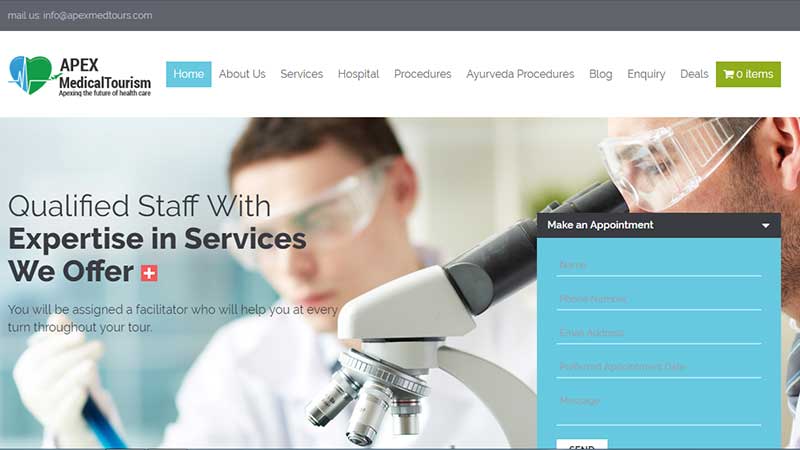 mail us: info@apexmedtours.com
APEX
MedicalTourism
Apexing the future of health care
Home About Us Services Hospital Procedures Ayurveda Procedures Blog Enquiry Deals 0 items
Qualified Staff With
Expertise in Services
We Offer
You will be assigned a facilitator who will help you at every
turn throughout your tour.
Make an Appointment
Name
Phone Number
Email Address
Preferred Appointment Date
Message
SEND